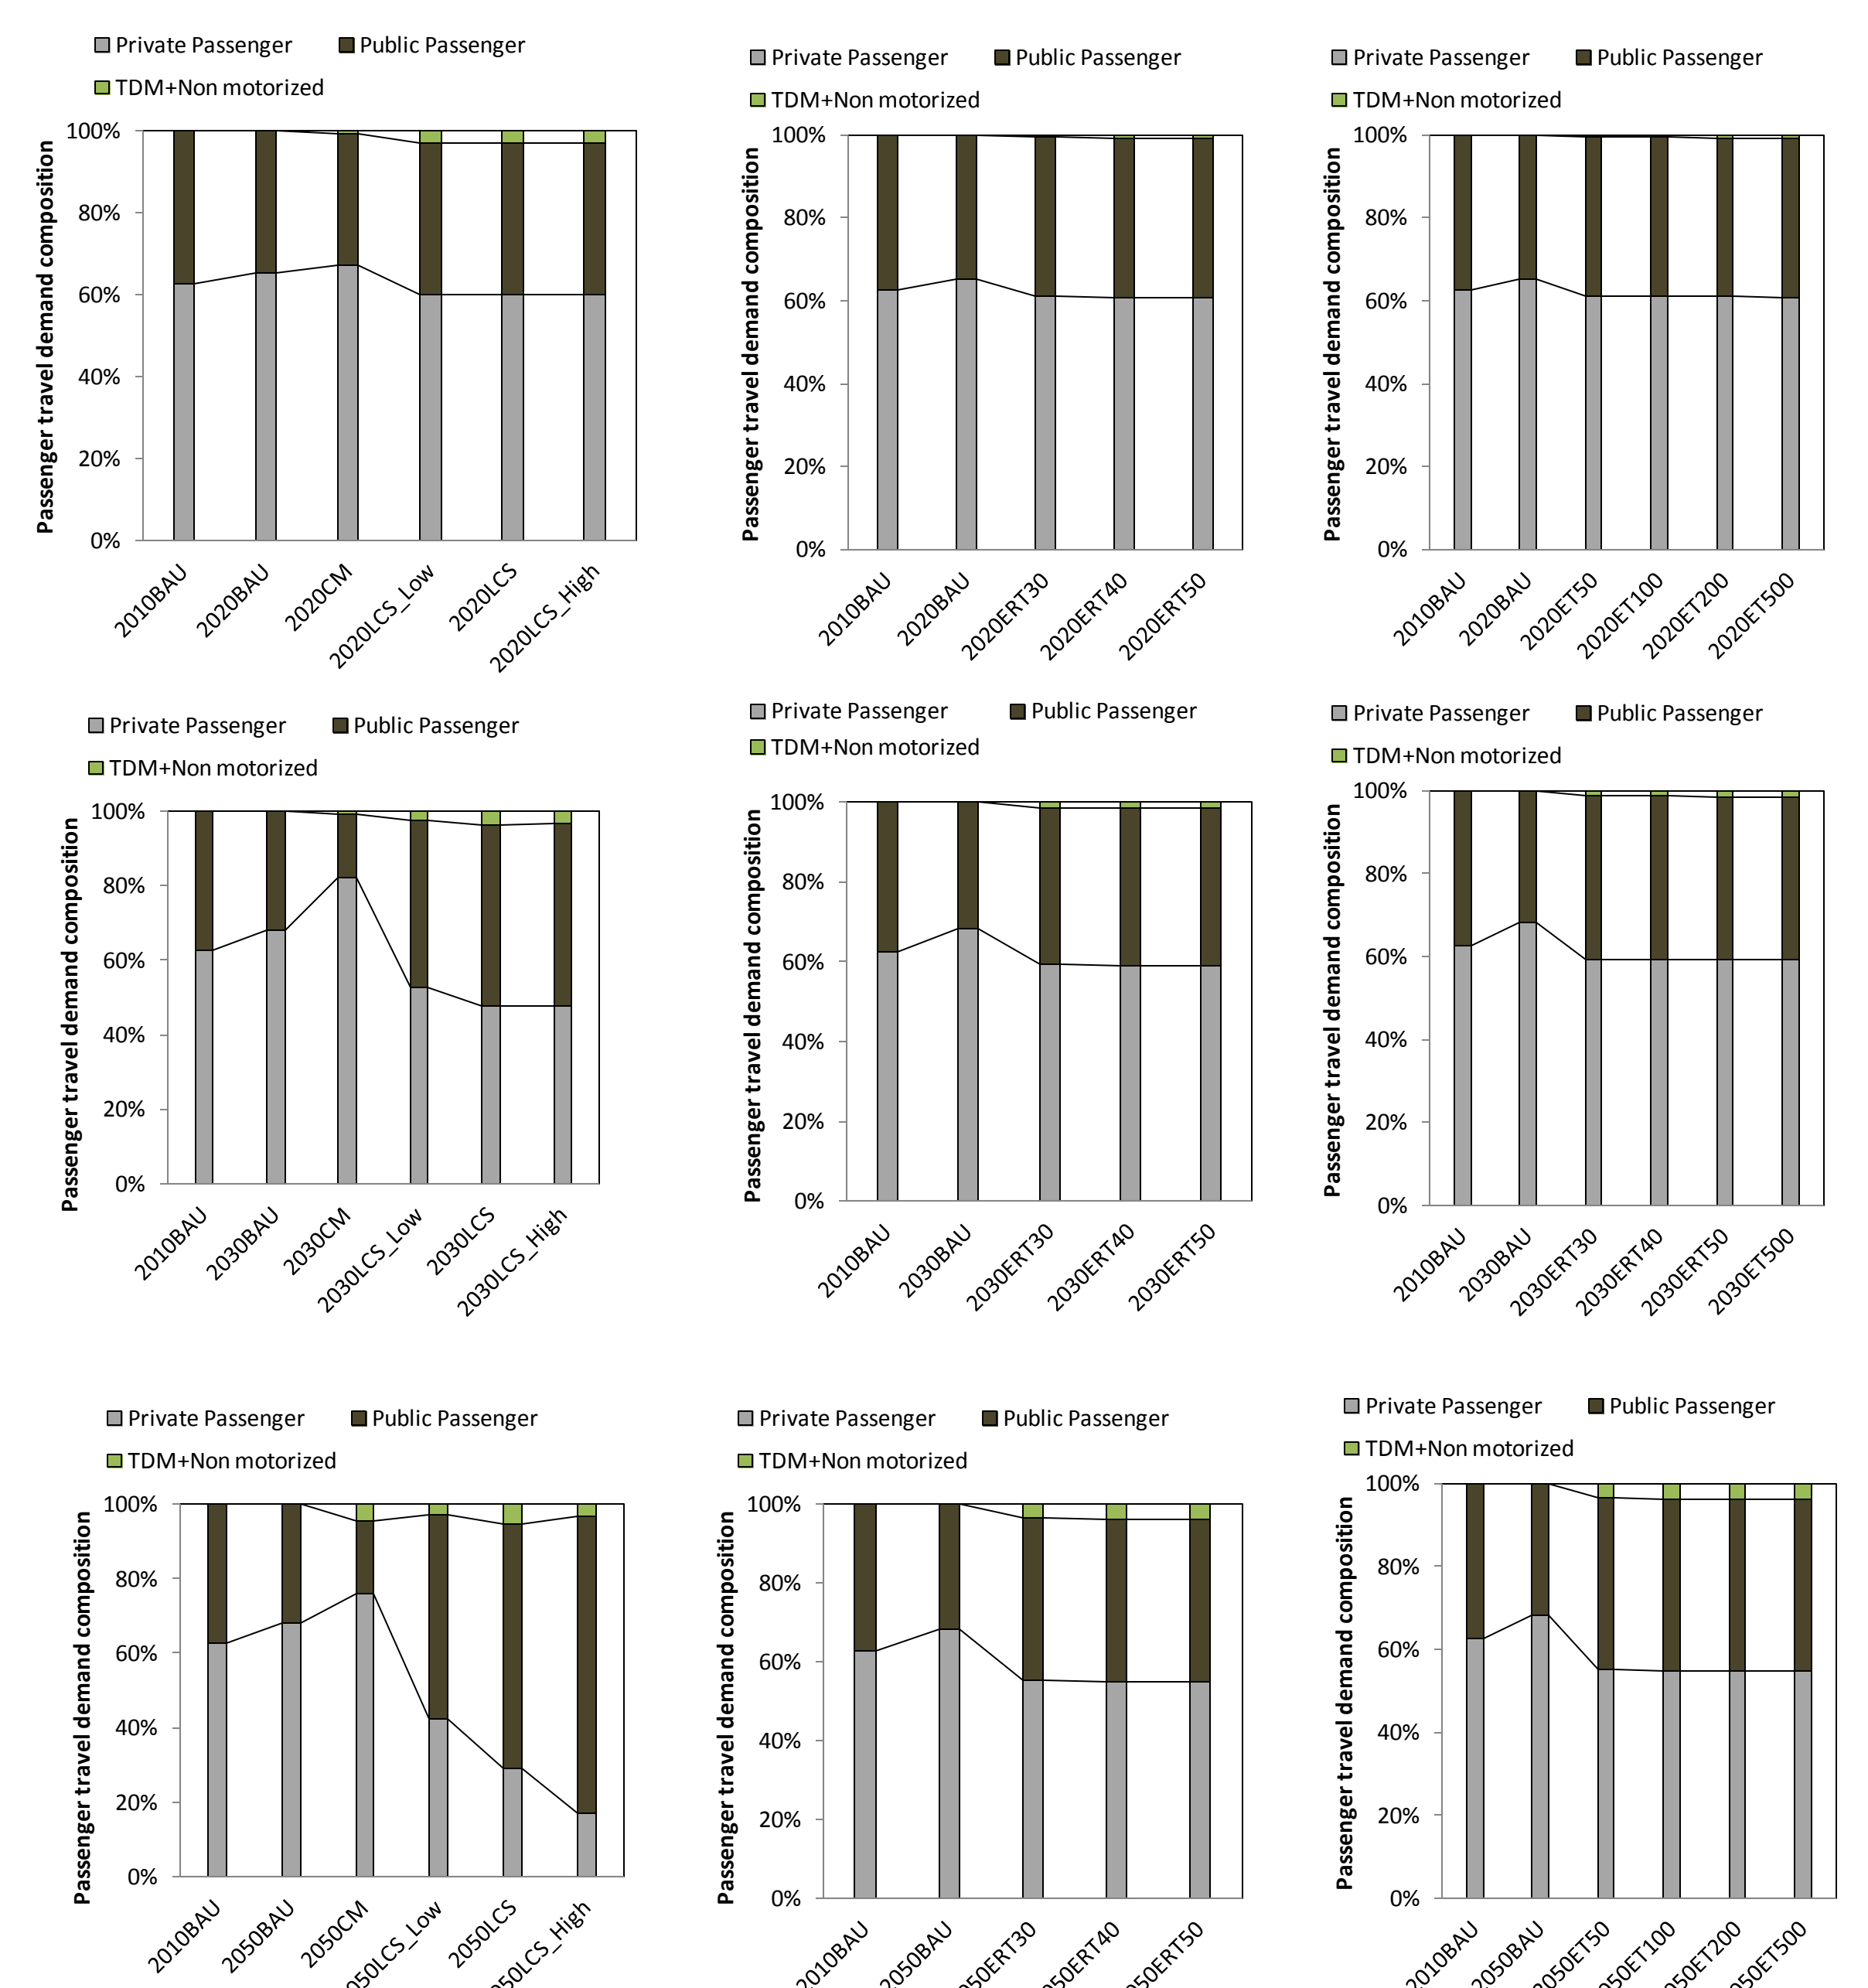 Private Passenger Public Passenger
TDM+Non motorized
Passenger travel demand composition
100%
80%
60%
40%
20%
0%
2010BAU
2020BAU
2020CM
2020LCS_Low
2020LCS
2020LCS_High
Private Passenger Public Passenger
TDM+Non motorized
Passenger travel demand composition
100%
80%
60%
40%
20%
0%
2010BAU
2020BAU
2020ERT30
2020ERT40
2020ERT50
Private Passenger Public Passenger
TDM+Non motorized
Passenger travel demand composition
100%
80%
60%
40%
20%
0%
2010BAU
2020BAU
2020ET50
2020ET100
2020ET200
2020ET500
Private Passenger Public Passenger
TDM+Non motorized
Passenger travel demand composition
100%
80%
60%
40%
20%
0%
2010BAU
2030BAU
2030CM
2030LCS_Low
2030LCS
2030LCS_High
Private Passenger Public Passenger
TDM+Non motorized
Passenger travel demand composition
100%
80%
60%
40%
20%
0%
2010BAU
2030BAU
2030ERT30
2030ERT40
2030ERT50
Private Passenger Public Passenger
TDM+Non motorized
Passenger travel demand composition
100%
80%
60%
40%
20%
0%
2010BAU
2030BAU
2030ERT30
2030ERT40
2030ERT50
2030ET500
Private Passenger Public Passenger
TDM+Non motorized
Passenger travel demand composition
100%
80%
60%
40%
20%
0%
2010BAU
2050BAU
2050CM
050LCS_Low
2050LCS
050LCS_High
Private Passenger Public Passenger
TDM+Non motorized
Passenger travel demand composition
100%
80%
60%
40%
20%
0%
2010BAU
2050BAU
050ERT30
050ERT40
050ERT50
Private Passenger Public Passenger
TDM+Non motorized
Passenger travel demand composition
100%
80%
60%
40%
20%
0%
2010BAU
2050BAU
2050ET50
050ET100
050ET200
050ET500